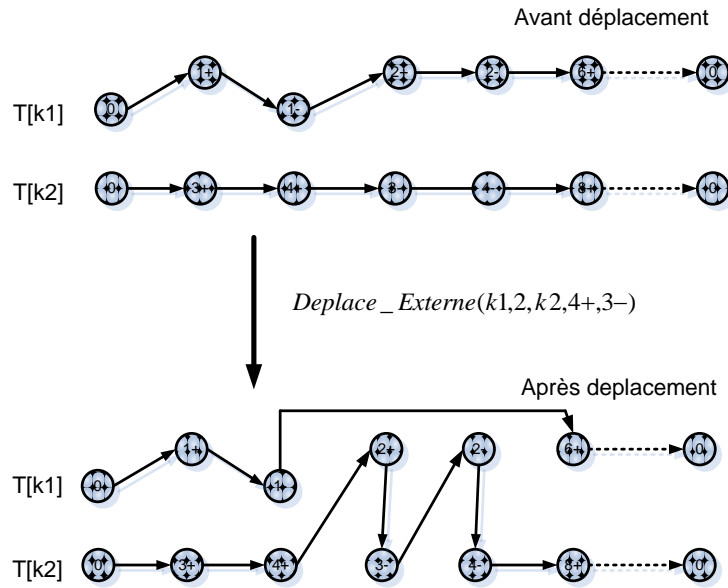 Avant déplacement
T[k1] 0 1+ 1- 2+ 2- 6+ 0
T[k2] 0 3+ 4+ 3- 4- 8+ 0
Deplace_Externe(k1,2,k2,4+,3−)
Après deplacement
T[k1] 0 1+ 1- 2+ 2- 6+ 0
T[k2] 0 3+ 4+ 3- 4- 8+ 0